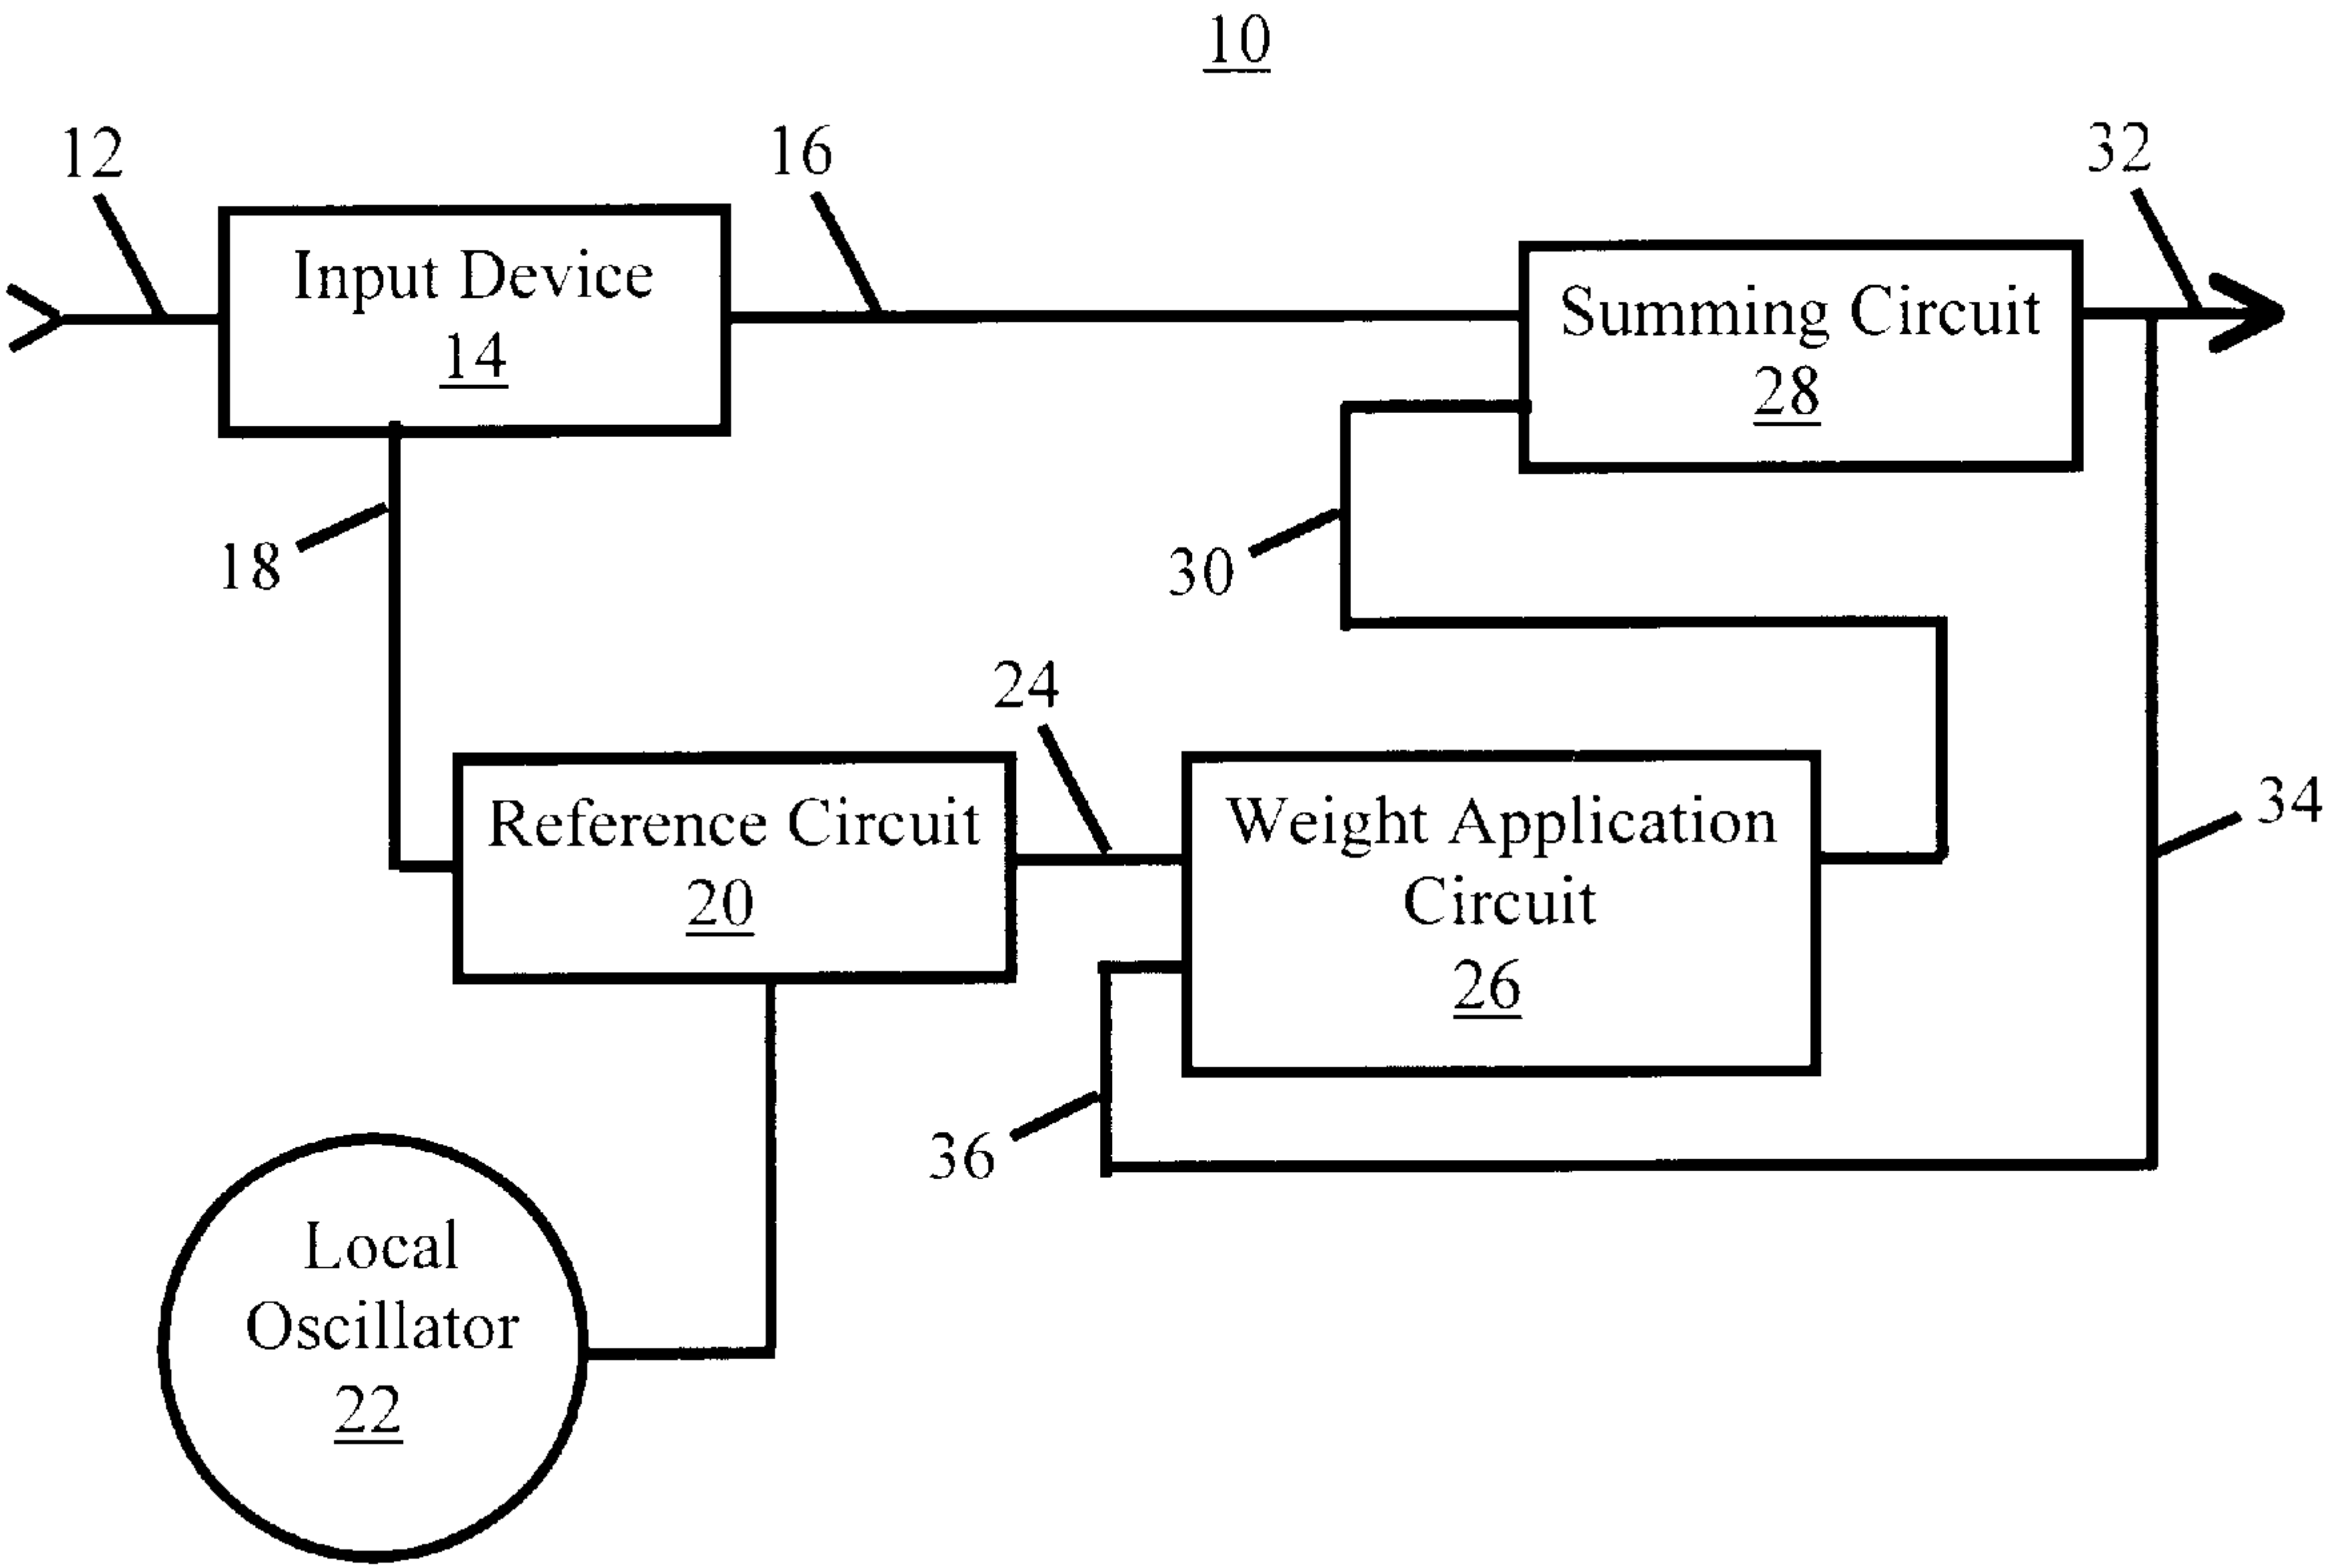 10
12
16
32
Input Device
14
Summing Circuit
28
18
30
24
34
Reference Circuit
20
Weight Application
Circuit
26
36
Local
Oscillator
22